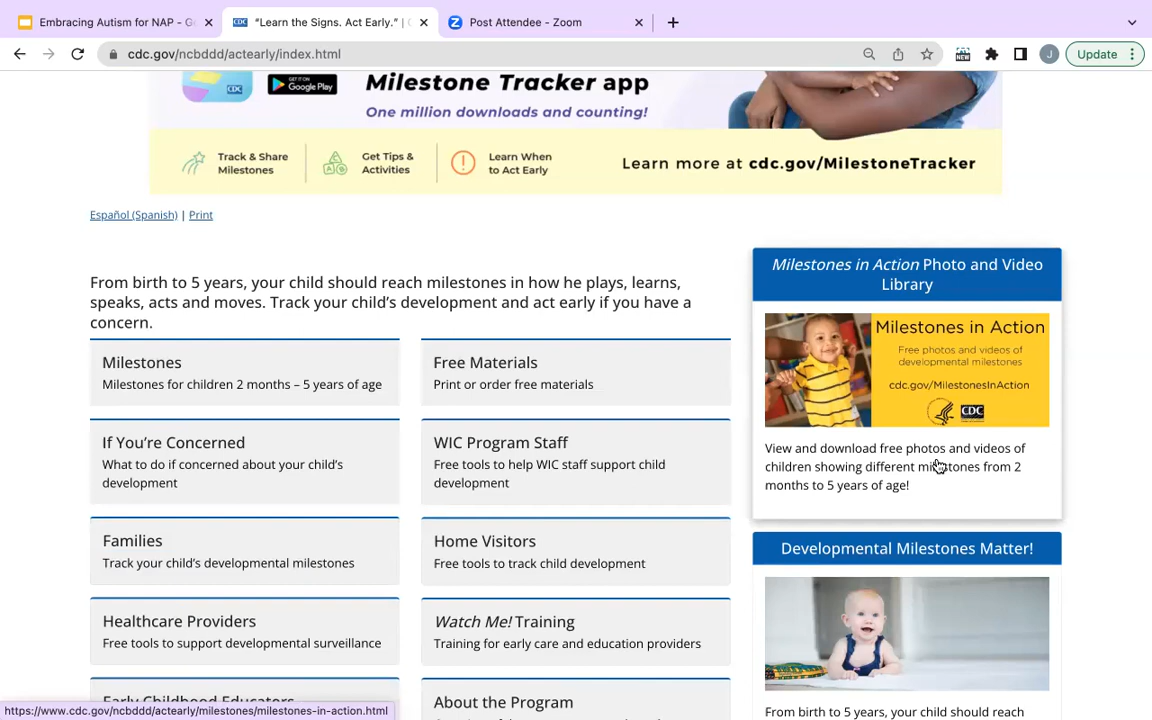 Embracing Autism for NAP - G
"Learn the Signs. Act Early." |
Post Attendee - Zoom
cdc.gov/ncbddd/actearly/index.html
NEW
J
Update
GET IT ON
Google Play
CDC
Milestone Tracker app
One million downloads and counting!
Track & Share
Milestones
Get Tips &
Activities
Learn When
to Act Early
Learn more at cdc.gov/MilestoneTracker
Español (Spanish) | Print
From birth to 5 years, your child should reach milestones in how he plays, learns,
speaks, acts and moves. Track your child's development and act early if you have a
concern.
Milestones
Milestones for children 2 months – 5 years of age
Free Materials
Print or order free materials
If You're Concerned
What to do if concerned about your child's
development
WIC Program Staff
Free tools to help WIC staff support child
development
Families
Track your child's developmental milestones
Home Visitors
Free tools to track child development
Healthcare Providers
Free tools to support developmental surveillance
Watch Me! Training
Training for early care and education providers
Early Childhood Educators
About the Program
Milestones in Action Photo and Video
Library
Milestones in Action
Free photos and videos of
developmental milestones
cdc.gov/MilestonesInAction
CDC
View and download free photos and videos of
children showing different milestones from 2
months to 5 years of age!
Developmental Milestones Matter!
From birth to 5 years, your child should reach
https://www.cdc.gov/ncbddd/actearly/milestones/milestones-in-action.html